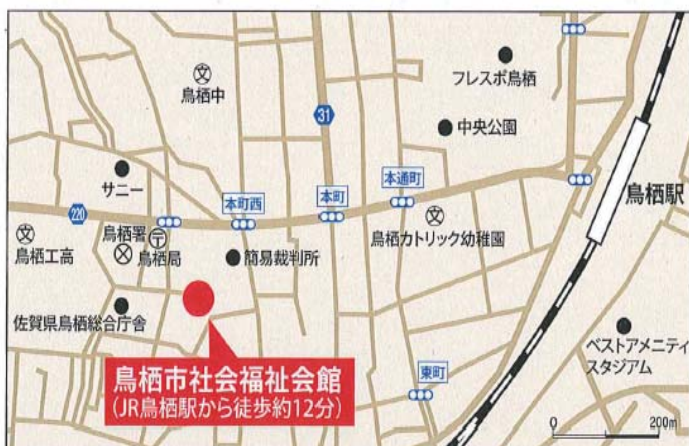 文
鳥栖中
フレスポ鳥栖
31
中央公園
サニー
本町西
本町
本通町
鳥栖駅
220
文
鳥栖工高
鳥栖署
鳥栖局
簡易裁判所
文
鳥栖カトリック幼稚園
佐賀県鳥栖総合庁舎
ベストアメニティ
スタジアム
鳥栖市社会福祉会館
(JR鳥栖駅から徒歩約12分)
東町
0 200m